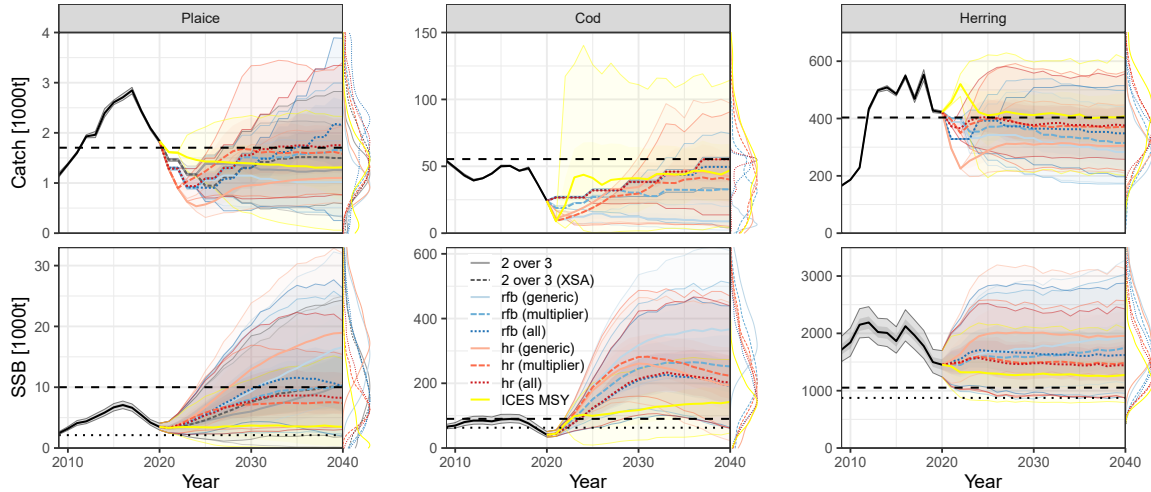 Plaice
Cod
Herring
Catch [1000t]
4
3
2
1
0
150
100
50
0
600
400
200
0
SSB [1000t]
30
20
10
0
600
400
200
0
3000
2000
1000
0
2 over 3
2 over 3 (XSA)
rfb (generic)
rfb (multiplier)
rfb (all)
hr (generic)
hr (multiplier)
hr (all)
ICES MSY
2010 2020 2030 2040
2010 2020 2030 2040
2010 2020 2030 2040
Year
Year
Year